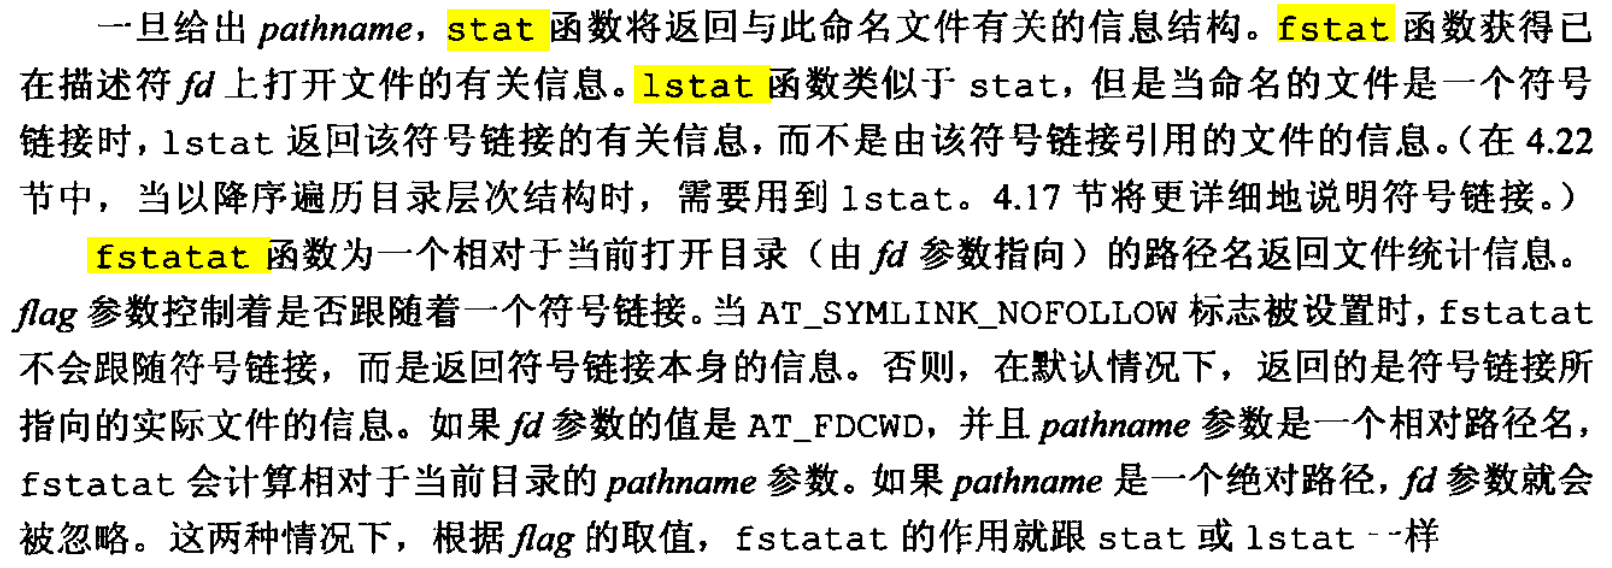 一旦给出 pathname，stat 函数将返回与此命名文件有关的信息结构。fstat 函数获得已
在描述符 fd 上打开文件的有关信息。lstat 函数类似于 stat，但是当命名的文件是一个符号
链接时，lstat 返回该符号链接的有关信息，而不是由该符号链接引用的文件的信息。（在 4.22
节中，当以降序遍历目录层次结构时，需要用到 lstat。4.17 节将更详细地说明符号链接。）
fstatat 函数为一个相对于当前打开目录（由 fd 参数指向）的路径名返回文件统计信息。
flag 参数控制着是否跟随着一个符号链接。当 AT_SYMLINK_NOFOLLOW 标志被设置时，fstatat
不会跟随符号链接，而是返回符号链接本身的信息。否则，在默认情况下，返回的是符号链接所
指向的实际文件的信息。如果 fd 参数的值是 AT_FDCWD，并且 pathname 参数是一个相对路径名，
fstatat 会计算相对于当前目录的 pathname 参数。如果 pathname 是一个绝对路径，fd 参数就会
被忽略。这两种情况下，根据 flag 的取值，fstatat 的作用就跟 stat 或 lstat 一样